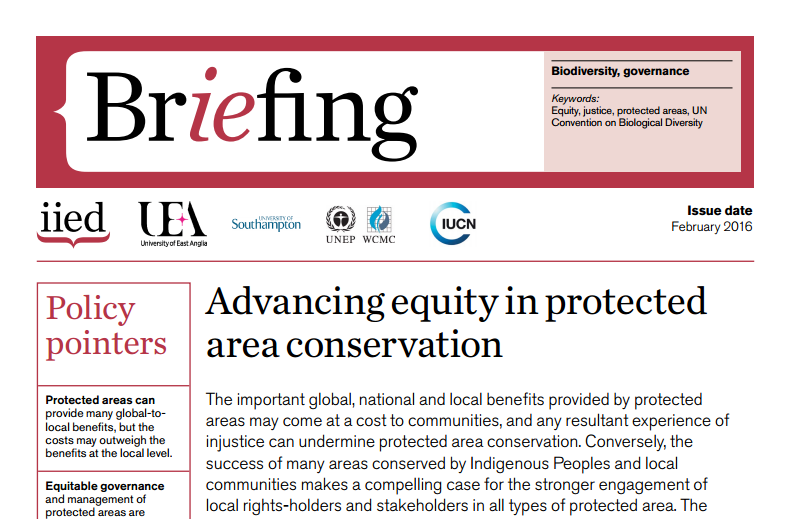 Briefing
Biodiversity, governance
Keywords:
Equity, justice, protected areas, UN
Convention on Biological Diversity
iied
UEA
University of East Anglia
UNIVERSITY OF
Southampton
UNEP WCMC
IUCN
Issue date
February 2016
Policy
pointers
Protected areas can
provide many global-to-
local benefits, but the
costs may outweigh the
benefits at the local level.
Equitable governance
and management of
protected areas are
Advancing equity in protected
area conservation
The important global, national and local benefits provided by protected
areas may come at a cost to communities, and any resultant experience of
injustice can undermine protected area conservation. Conversely, the
success of many areas conserved by Indigenous Peoples and local
communities makes a compelling case for the stronger engagement of
local rights-holders and stakeholders in all types of protected area. The